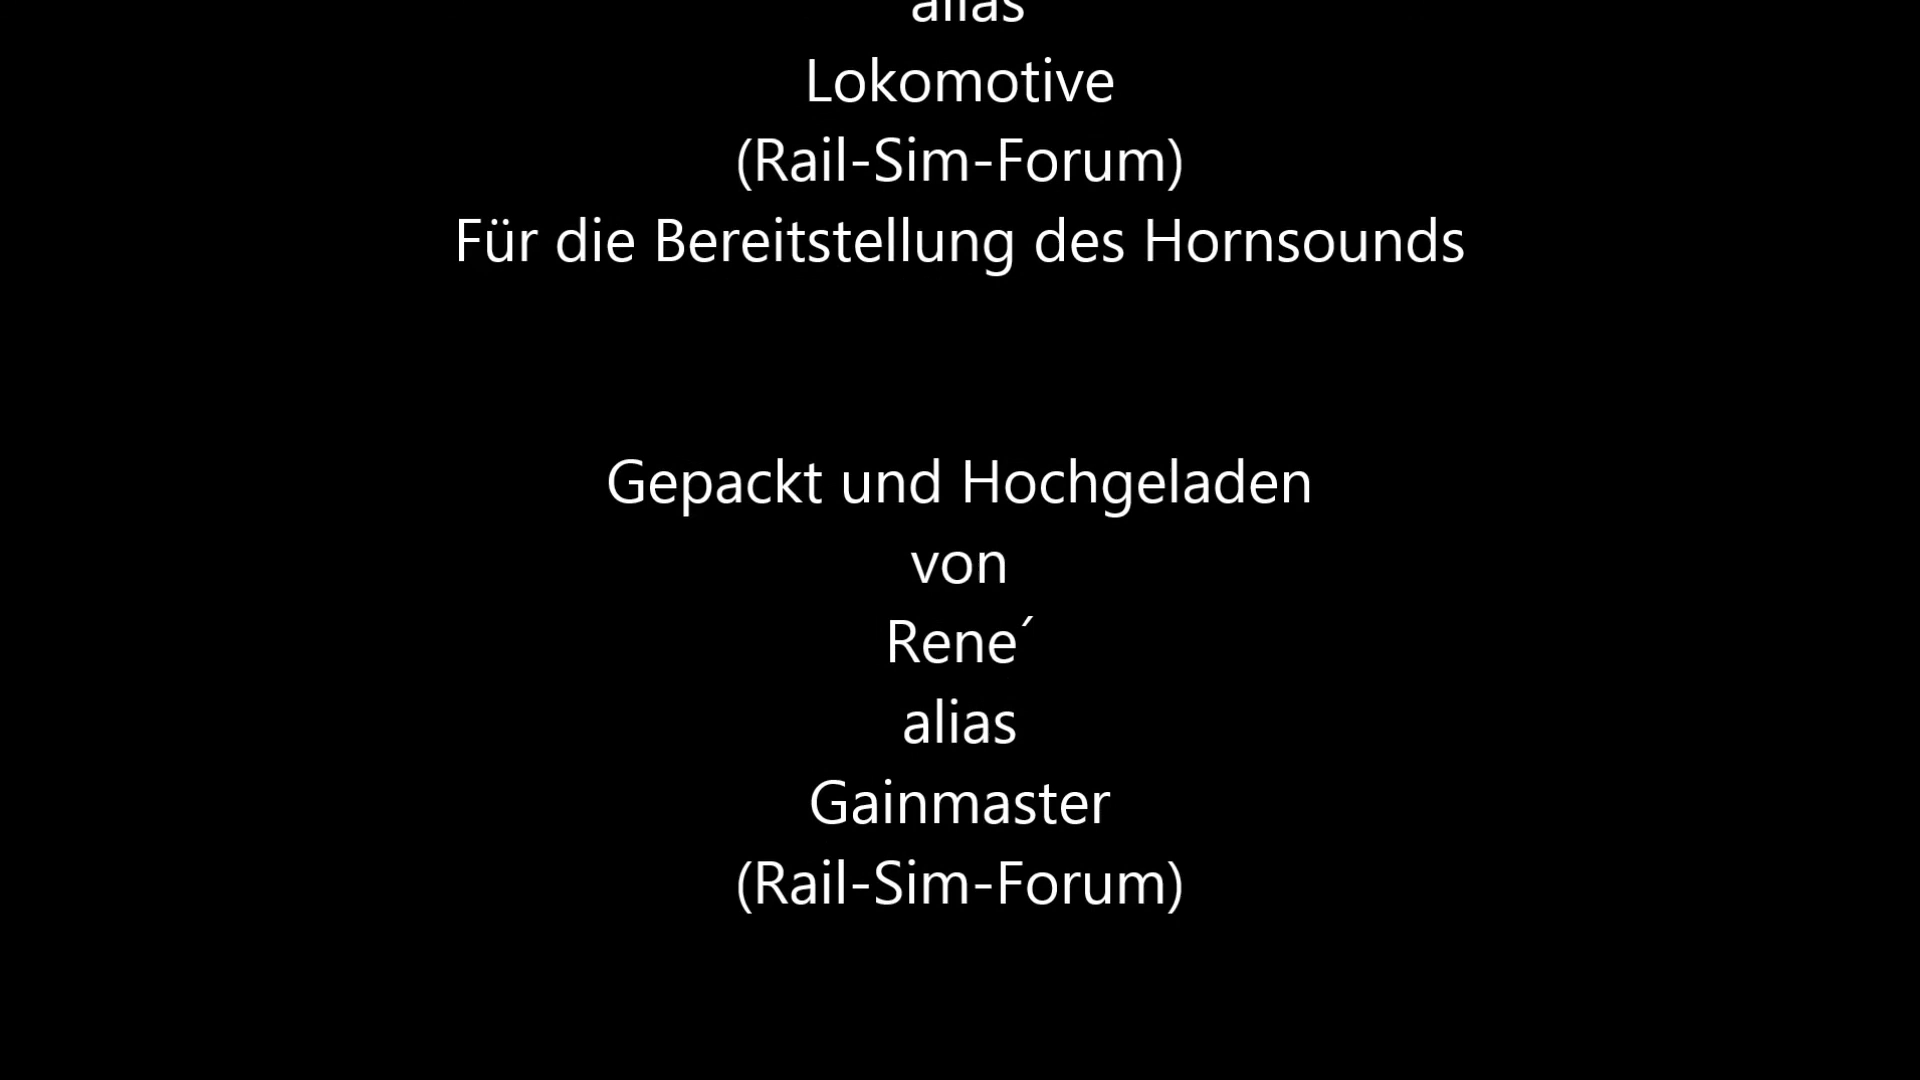 alias
Lokomotive
(Rail-Sim-Forum)
Für die Bereitstellung des Hornsounds
Gepackt und Hochgeladen
von
Rene´
alias
Gainmaster
(Rail-Sim-Forum)